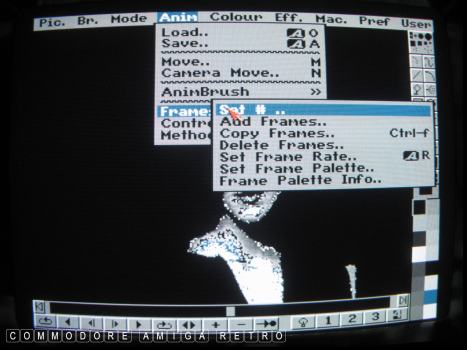 Pic. Br. Mode Anim Colour Eff. Mac. Pref User
Load.. O
Save.. A
Move.. M
Camera Move.. N
AnimBrush >>
Frames
Set # ..
Contro
Add Frames..
Metho
Copy Frames.. Ctrl-f
Delete Frames..
Set Frame Rate.. R
Set Frame Palette..
Frame Palette Info..
1 2 3
COMMODORE AMIGA RETRO